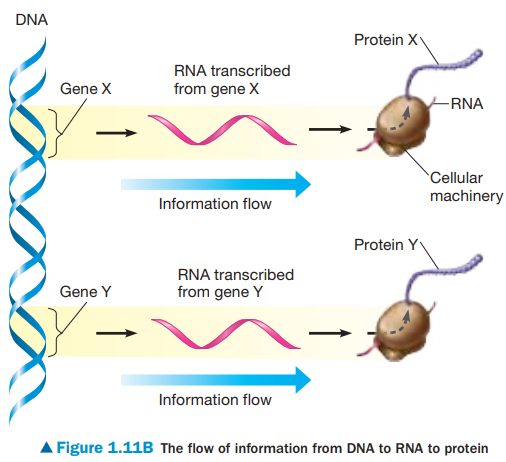 DNA
Protein X
RNA transcribed
from gene X
Gene X
RNA
Cellular
machinery
Information flow
Protein Y
RNA transcribed
from gene Y
Gene Y
Information flow
▲ Figure 1.11B The flow of information from DNA to RNA to protein